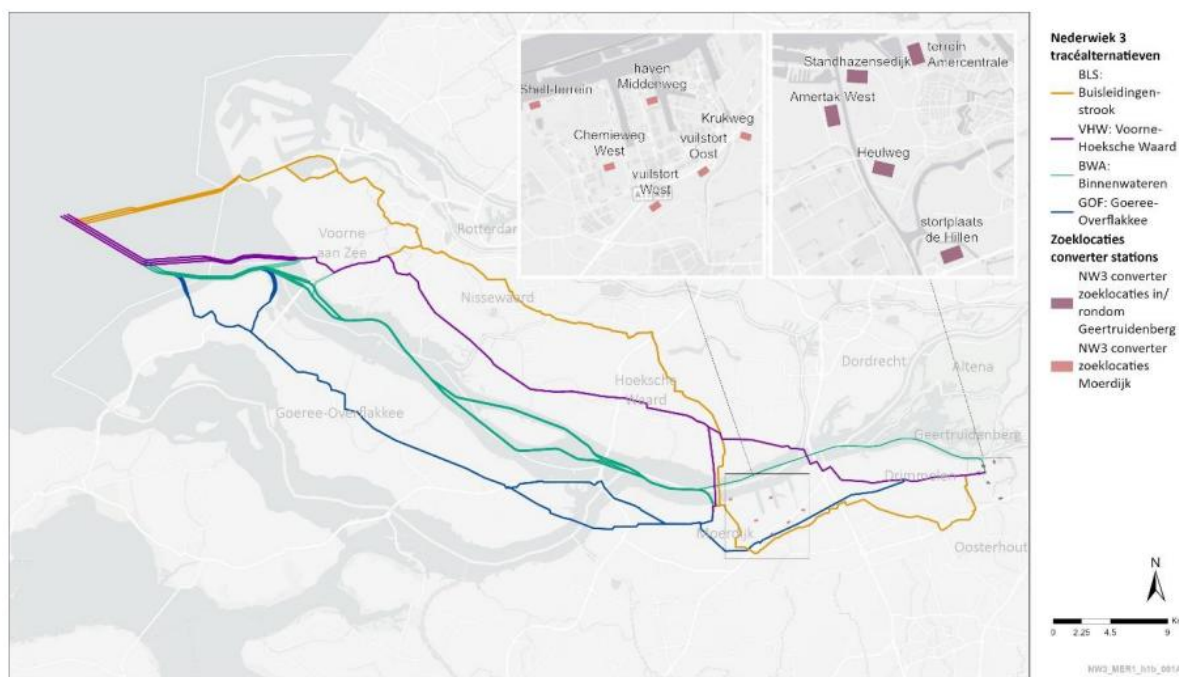 Shell-terrein
haven
Middenweg
Krukweg
Chemieweg
West
vuilstort
Oost
vuilstort
West
Standhazensedijk
terrein
Amercentrale
Amertak West
Heulweg
stortplaats
de Hillen
Voorne
aan Zee
Rotterdam
Nissewaard
Dordrecht
Altena
Hoeksche
Waard
Goeree-Overflakkee
Geertruidenberg
Drimmelen
Moerdijk
Oosterhout
Nederwiek 3
tracéalternatieven
BLS:
Buisleidingen-
strook
VHW: Voorne-
Hoeksche Waard
BWA:
Binnenwateren
GOF: Goeree-
Overflakkee
Zoeklocaties
converter stations
NW3 converter
zoeklocaties in/
rondom
Geertruidenberg
NW3 converter
zoeklocaties
Moerdijk
N
0 2.25 4.5 9